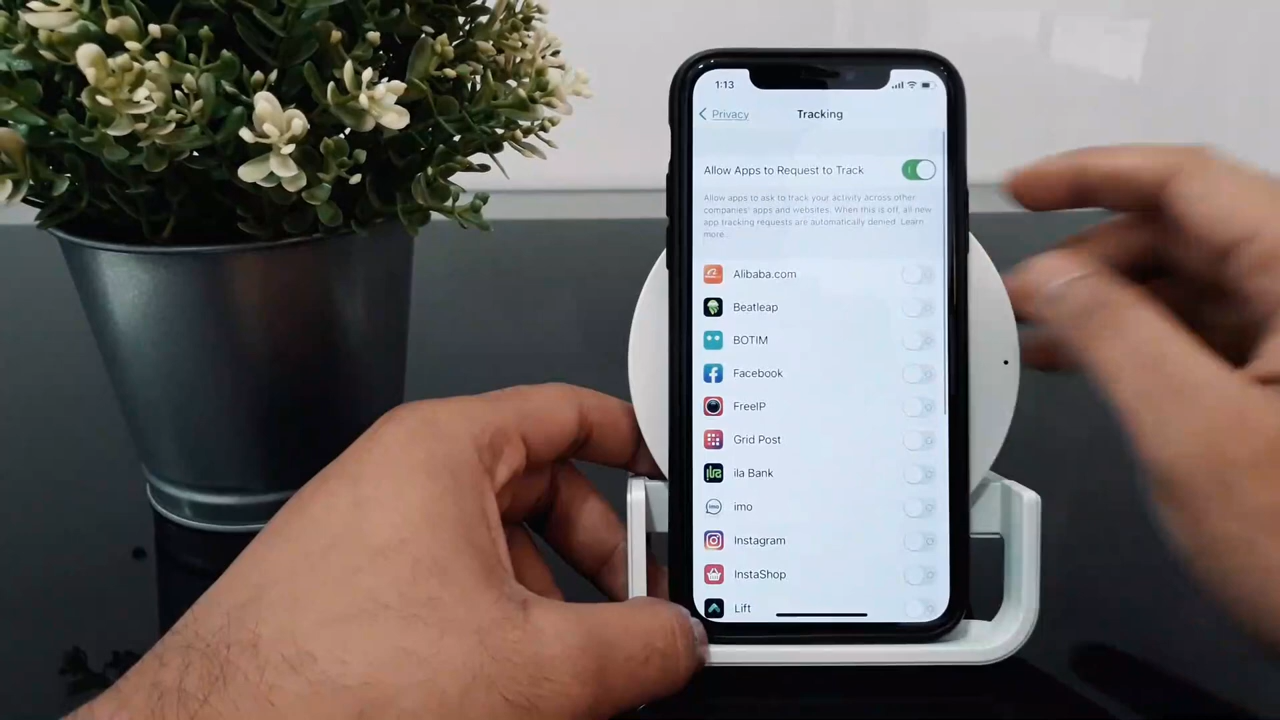 1:13
Privacy
Tracking
Allow Apps to Request to Track
Allow apps to ask to track your activity across other
companies' apps and websites. When this is off, all new
app tracking requests are automatically denied. Learn
more.
Alibaba.com
Beatleap
BOTIM
Facebook
FreeIP
Grid Post
ila Bank
imo
Instagram
InstaShop
Lift